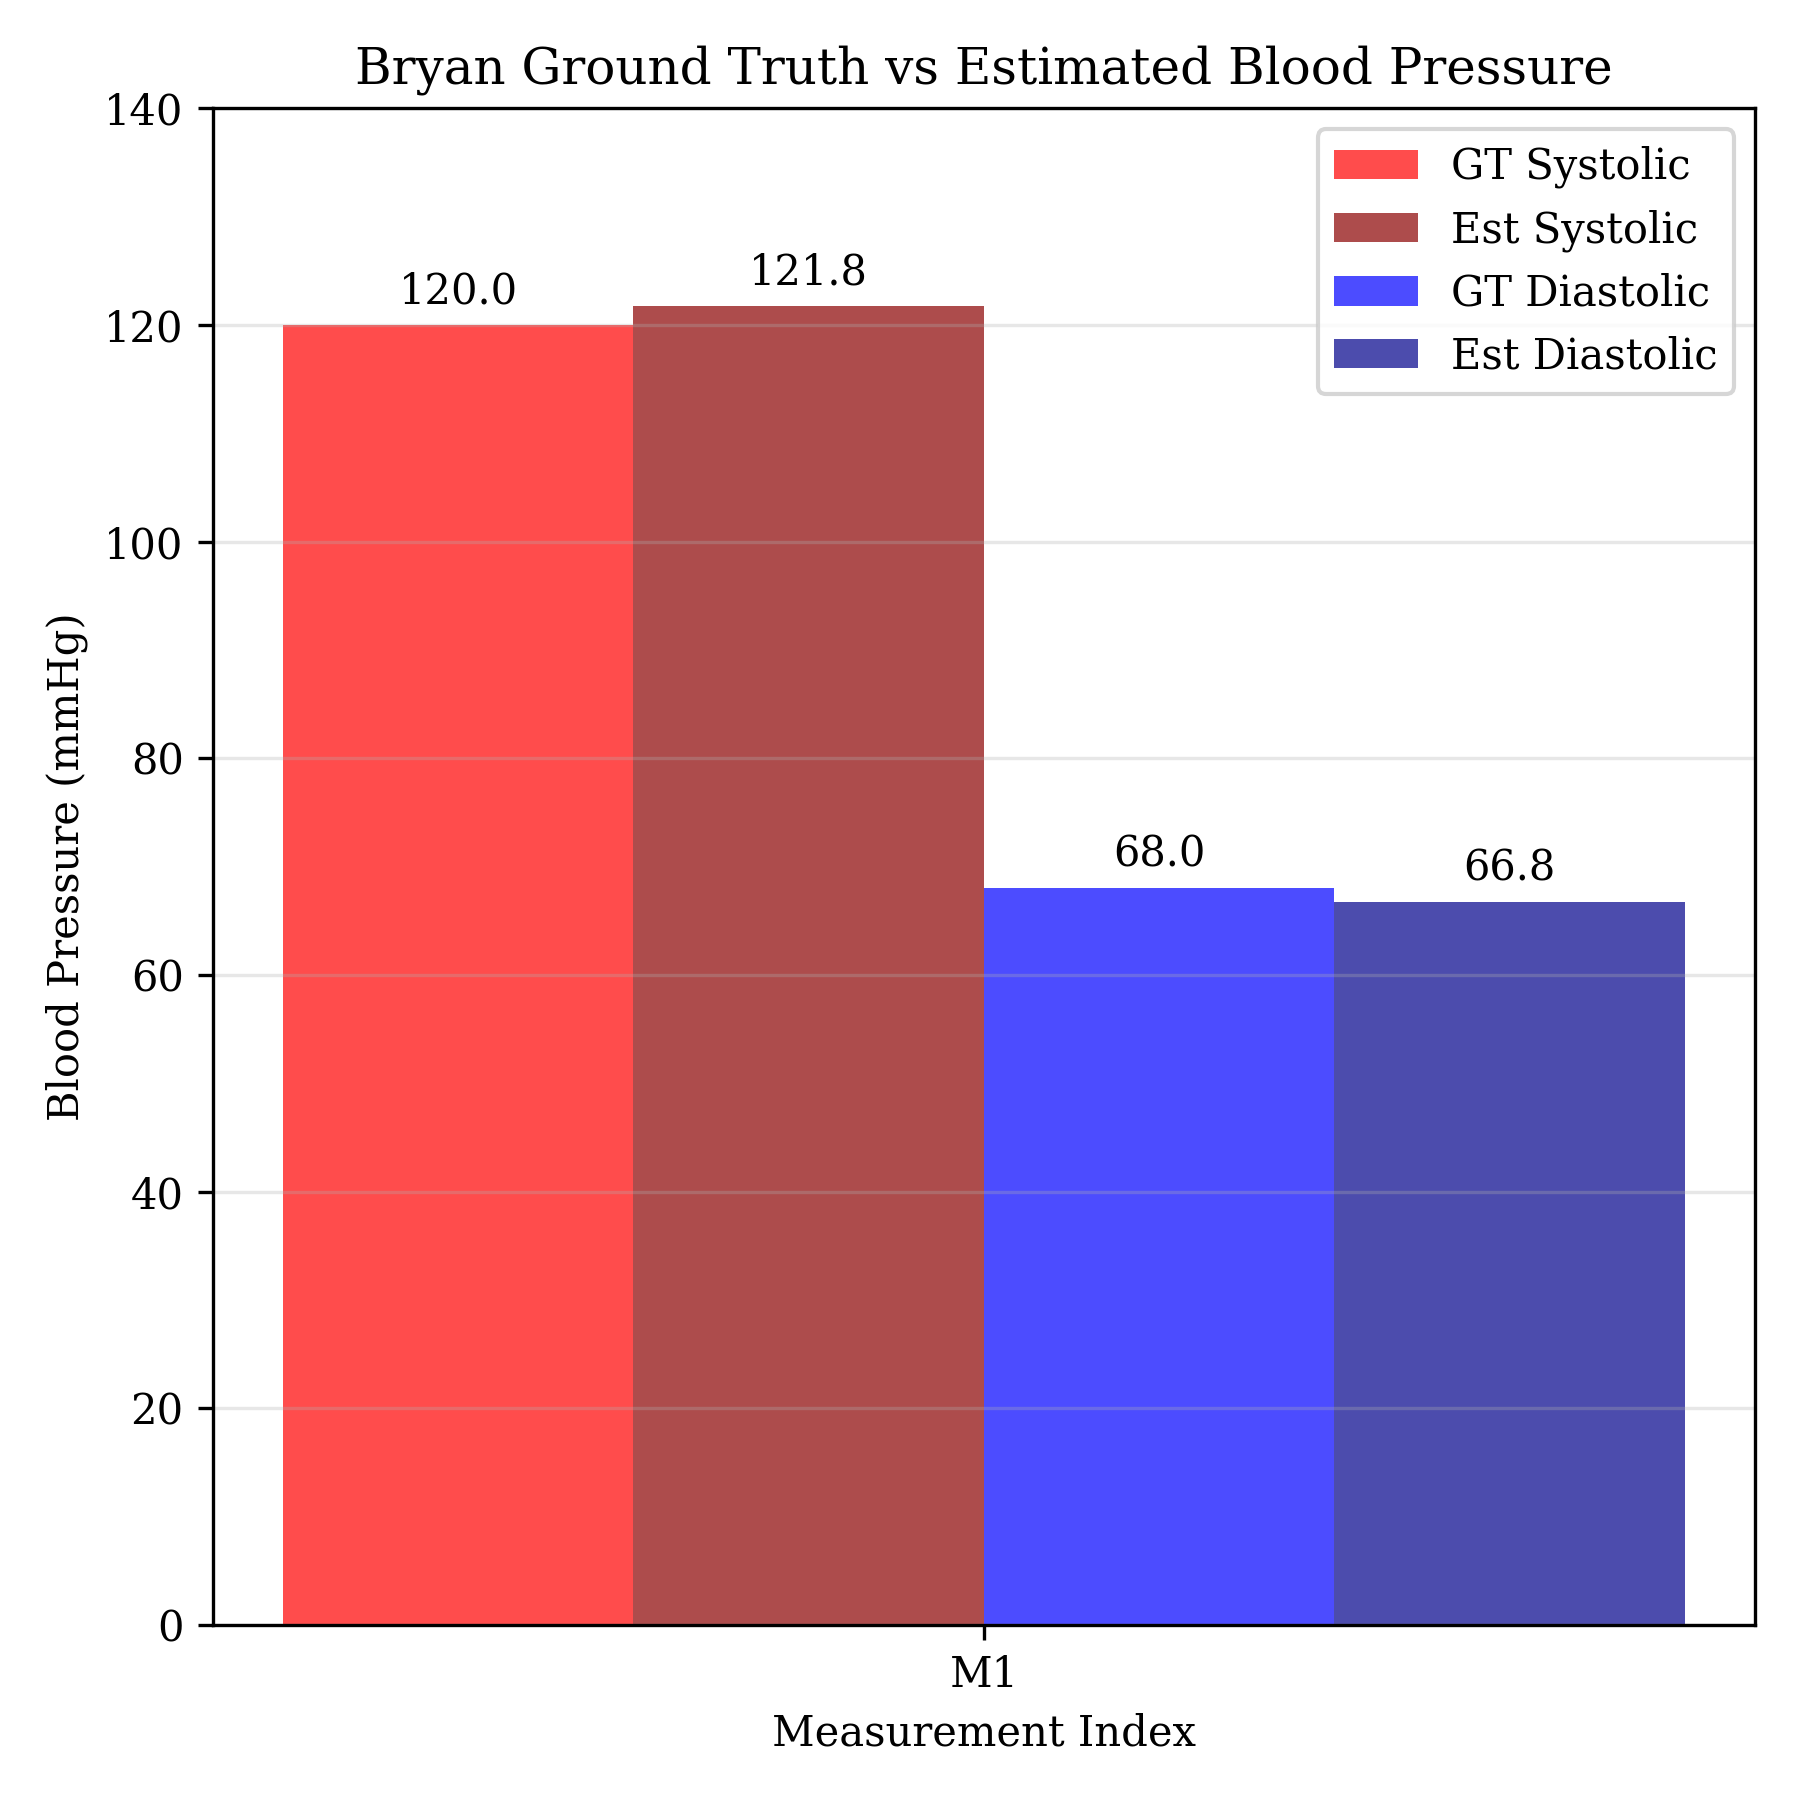 Bryan Ground Truth vs Estimated Blood Pressure
140
120
100
80
60
40
20
0
Blood Pressure (mmHg)
GT Systolic
Est Systolic
GT Diastolic
Est Diastolic
120.0
121.8
68.0
66.8
M1
Measurement Index